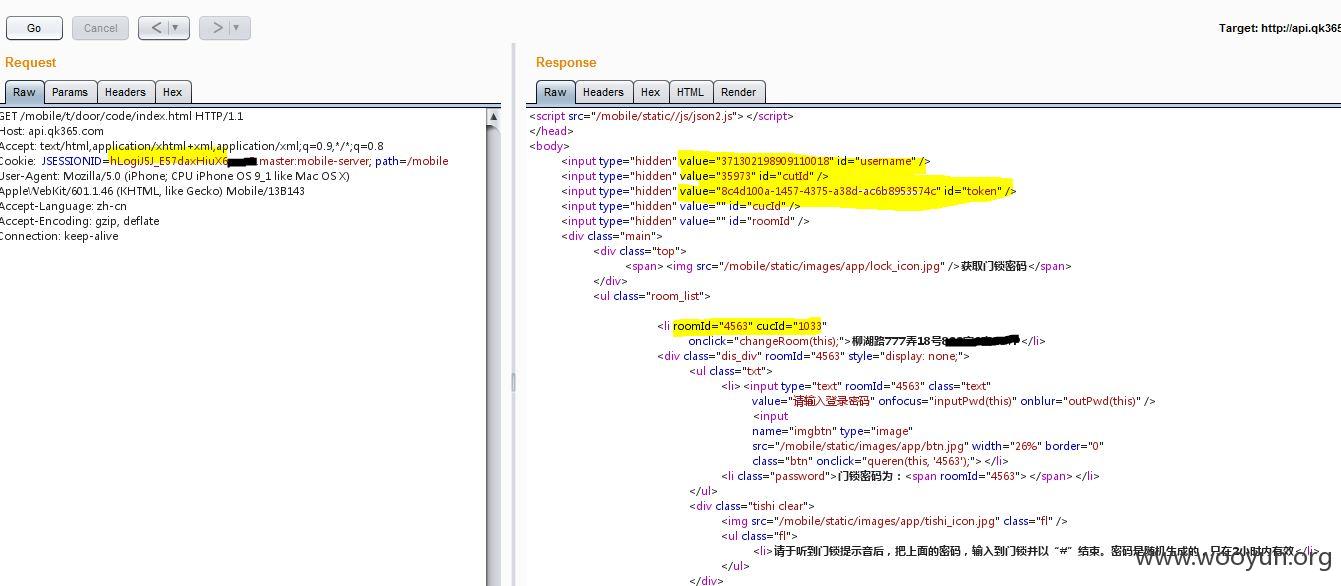 Go
Cancel
<
>
Target: http://api.qk365
Request
Response
Raw Params Headers Hex
Raw Headers Hex HTML Render
GET /mobile/t/door/code/index.html HTTP/1.1
Host: api.qk365.com
Accept: text/html,application/xhtml+xml,application/xml;q=0.9,*/*;q=0.8
Cookie: JSESSIONID=hLogiJ5J_E57daxHiuX6 .master:mobile-server; path=/mobile
User-Agent: Mozilla/5.0 (iPhone; CPU iPhone OS 9_1 like Mac OS X)
AppleWebKit/601.1.46 (KHTML, like Gecko) Mobile/13B143
Accept-Language: zh-cn
Accept-Encoding: gzip, deflate
Connection: keep-alive
<script src="/mobile/static//js/json2.js"></script>
</head>
<body>
<input type="hidden" value="371302198909110018" id="username" />
<input type="hidden" value="35973" id="cutId" />
<input type="hidden" value="8c4d100a-1457-4375-a38d-ac6b8953574c" id="token" />
<input type="hidden" value="" id="cucId" />
<input type="hidden" value="" id="roomId" />
<div class="main">
<div class="top">
<span><img src="/mobile/static/images/app/lock_icon.jpg" />获取门锁密码</span>
</div>
<ul class="room_list">
<li roomId="4563" cucId="1033"
onclick="changeRoom(this);">柳湖路777弄18号8 </li>
<div class="dis_div" roomId="4563" style="display: none;">
<ul class="txt">
<li><input type="text" roomId="4563" class="text"
value="请输入登录密码" onfocus="inputPwd(this)" onblur="outPwd(this)" />
<input
name="imgbtn" type="image"
src="/mobile/static/images/app/btn.jpg" width="26%" border="0"
class="btn" onclick="queren(this, '4563');"></li>
<li class="password">门锁密码为：<span roomId="4563"></span></li>
</ul>
<div class="tishi clear">
<img src="/mobile/static/images/app/tishi_icon.jpg" class="fl" />
<ul class="fl">
<li>请于听到门锁提示音后，把上面的密码，输入到门锁并以“#”结束。密码是随机生成的，只在2小时内有效</li>
</ul>
</div>
www.wooyun.org